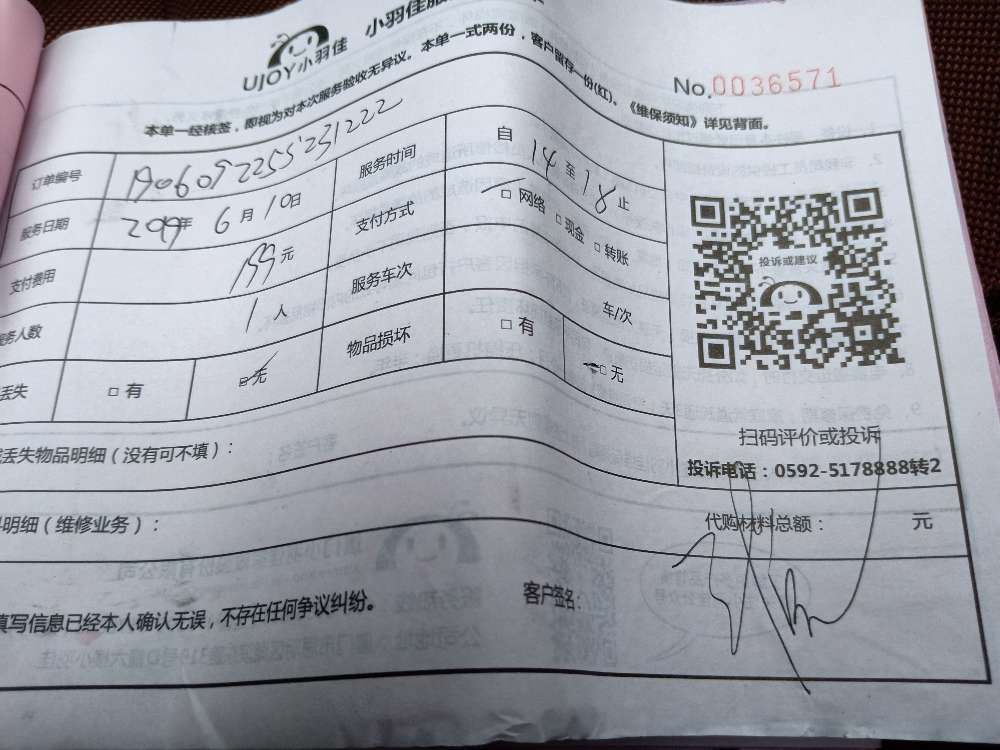 UJOY小羽佳 小羽佳服
No.0036571
本单一经核签，即视为对本次服务验收无异议。本单一式两份，客户留存一份(红)、《维保须知》详见背面。
订单编号 1906092255231222 服务时间 自 14 至 18 止
服务日期 2019年 6月10日 支付方式 □ 网络 □ 现金 □ 转账
支付费用 199 元 服务车次 车/次
务人数 1 人 物品损坏 □ 有 □ 无
丢失 □ 有 □ 无
投诉或建议
扫码评价或投诉
丢失物品明细（没有可不填）：
投诉电话：0592-5178888转2
明细（维修业务）：
代购材料总额： 元
填写信息已经本人确认无误，不存在任何争议纠纷。 客户签名：